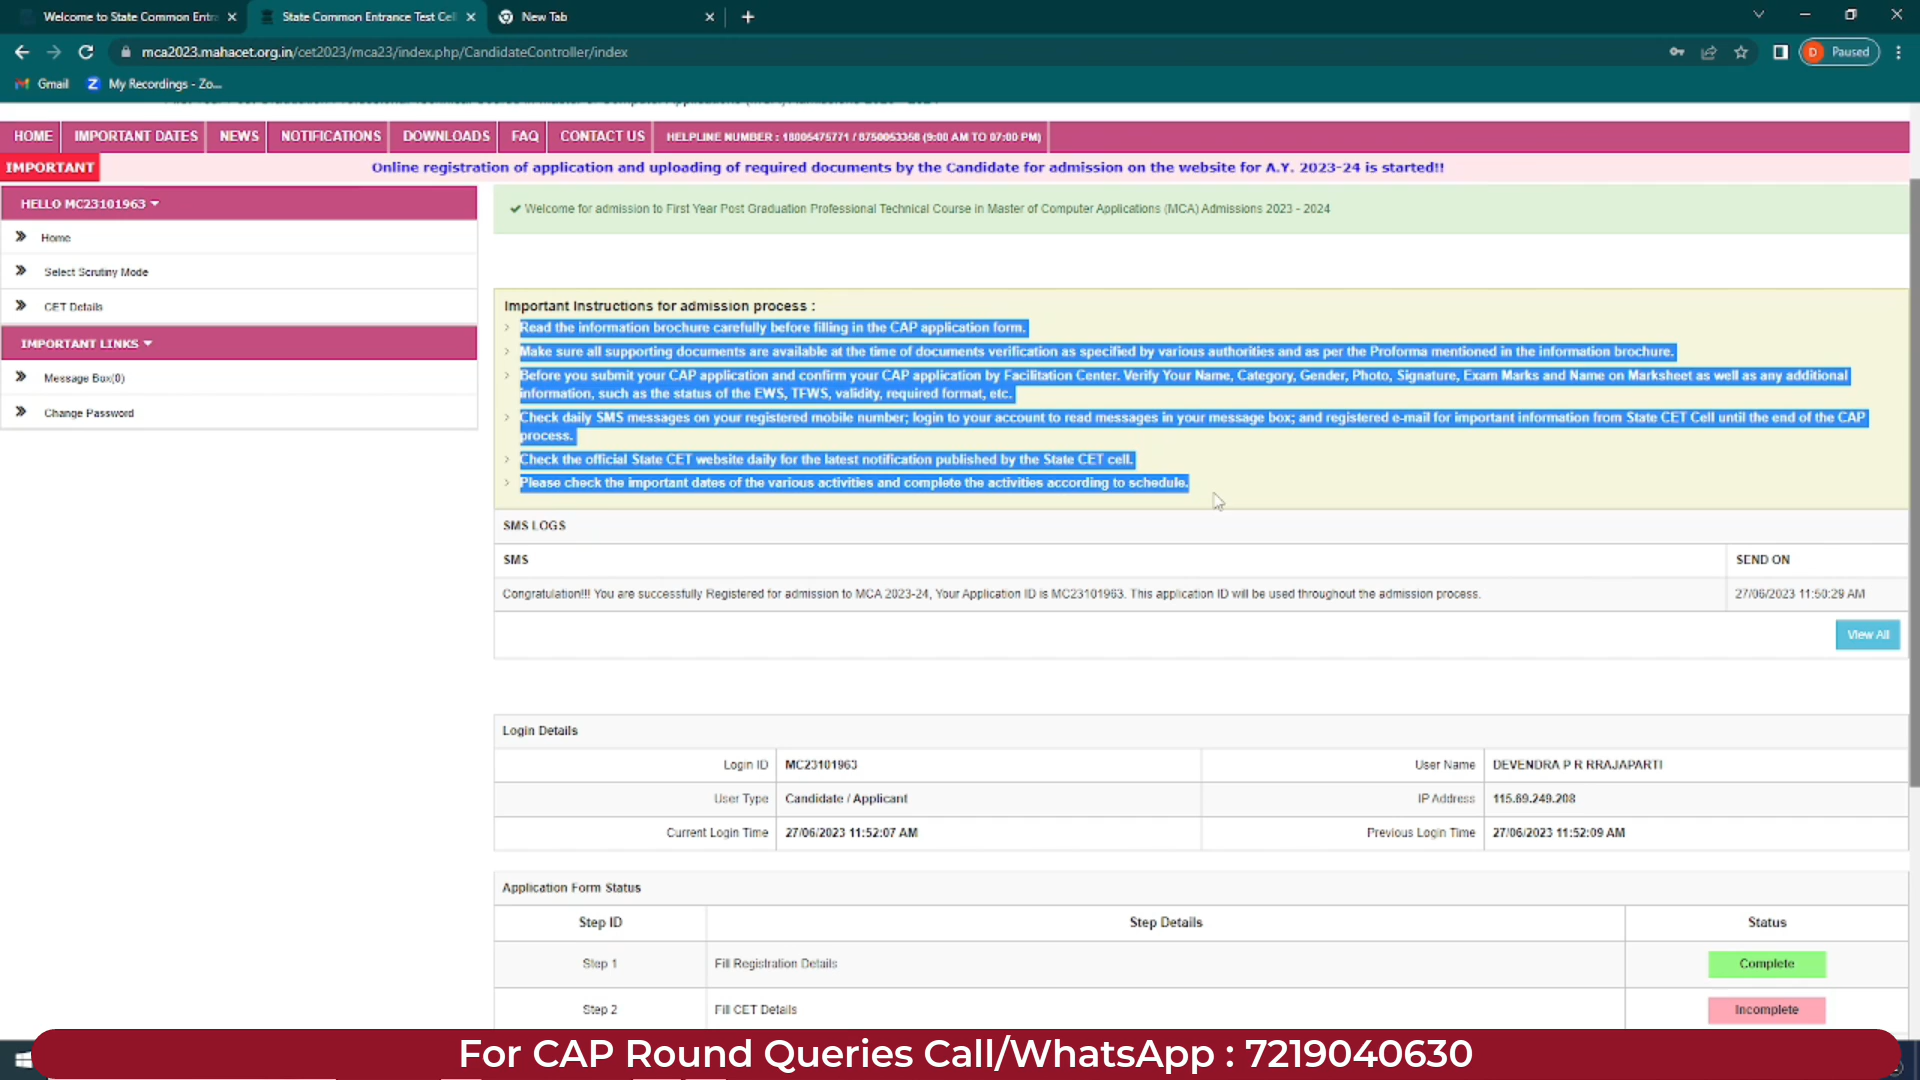 Welcome to State Common Entr
State Common Entrance Test Cel
New Tab
mca2023.mahacet.org.in/cet2023/mca23/index.php/CandidateController/index
D Paused
Gmail
My Recordings - Zo...
HOME
IMPORTANT DATES
NEWS
NOTIFICATIONS
DOWNLOADS
FAQ
CONTACT US
HELPLINE NUMBER : 18005475771 / 8750053358 (9:00 AM TO 07:00 PM)
IMPORTANT
Online registration of application and uploading of required documents by the Candidate for admission on the website for A.Y. 2023-24 is started!!
HELLO MC23101963
Home
Select Scrutiny Mode
CET Details
IMPORTANT LINKS
Message Box(0)
Change Password
Welcome for admission to First Year Post Graduation Professional Technical Course in Master of Computer Applications (MCA) Admissions 2023 - 2024
Important Instructions for admission process :
Read the information brochure carefully before filling in the CAP application form.
Make sure all supporting documents are available at the time of documents verification as specified by various authorities and as per the Proforma mentioned in the information brochure.
Before you submit your CAP application and confirm your CAP application by Facilitation Center. Verify Your Name, Category, Gender, Photo, Signature, Exam Marks and Name on Marksheet as well as any additional
information, such as the status of the EWS, TFWS, validity, required format, etc.
Check daily SMS messages on your registered mobile number; login to your account to read messages in your message box; and registered e-mail for important information from State CET Cell until the end of the CAP
process.
Check the official State CET website daily for the latest notification published by the State CET cell.
Please check the important dates of the various activities and complete the activities according to schedule.
SMS LOGS
SMS
SEND ON
Congratulation!!! You are successfully Registered for admission to MCA 2023-24, Your Application ID is MC23101963. This application ID will be used throughout the admission process.
27/06/2023 11:50:29 AM
View All
Login Details
Login ID
MC23101963
User Name
DEVENDRA P R RRAJAPARTI
User Type
Candidate / Applicant
IP Address
115.69.249.208
Current Login Time
27/06/2023 11:52:07 AM
Previous Login Time
27/06/2023 11:52:09 AM
Application Form Status
Step ID
Step Details
Status
Step 1
Fill Registration Details
Complete
Step 2
Fill CET Details
Incomplete
For CAP Round Queries Call/WhatsApp : 7219040630